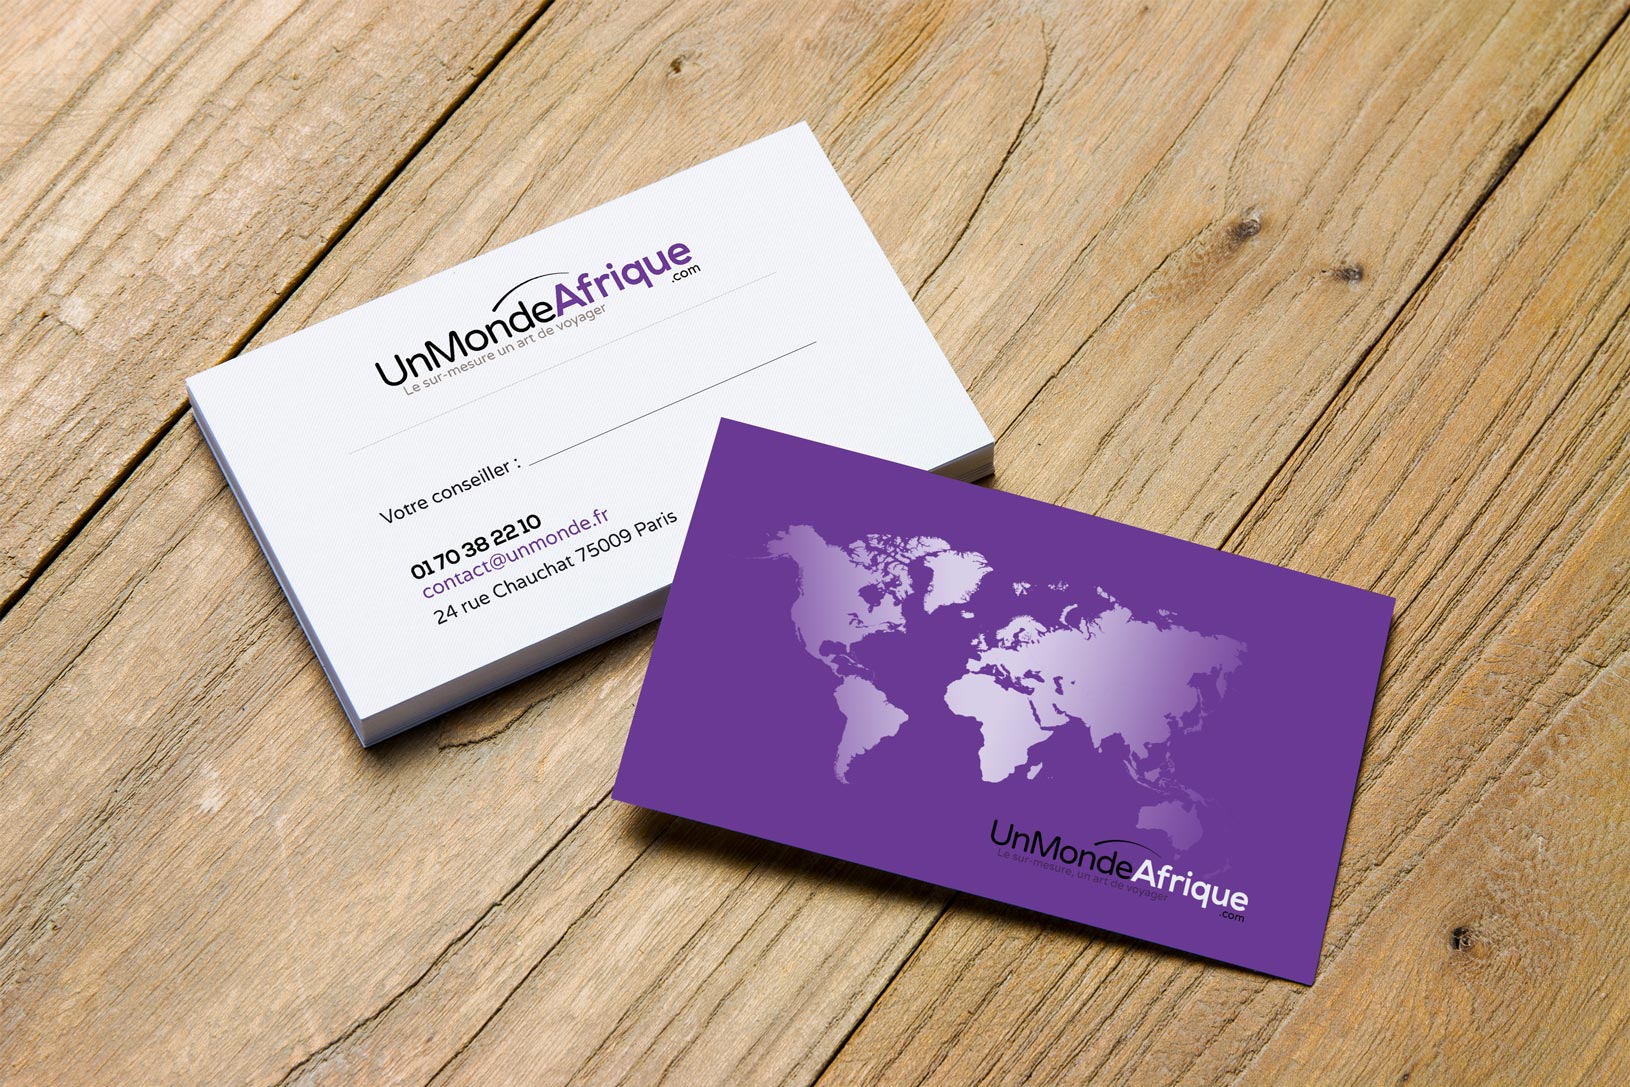 UnMondeAfrique
.com
Le sur-mesure un art de voyager
Votre conseiller :
01 70 38 22 10
contact@unmonde.fr
24 rue Chauchat 75009 Paris
UnMondeAfrique
Le sur-mesure, un art de voyager
.com